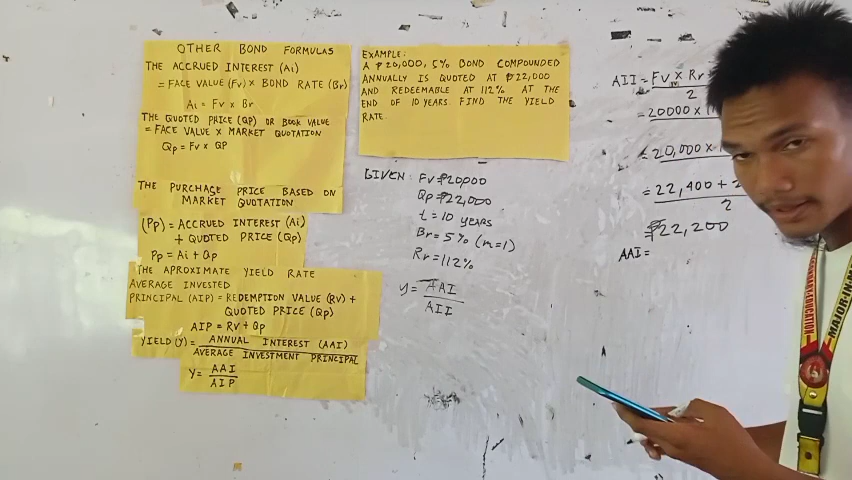 OTHER BOND FORMULAS
THE ACCRUED INTEREST (Ai)
= FACE VALUE (Fv) × BOND RATE (Br)
Ai = Fv × Br
THE QUOTED PRICE (QP) OR BOOK VALUE
= FACE VALUE × MARKET QUOTATION
Qp = Fv × QP
THE PURCHASE PRICE BASED ON
MARKET QUOTATION
(Pp) = ACCRUED INTEREST (Ai)
+ QUOTED PRICE (Qp)
Pp = Ai + Qp
THE APROXIMATE YIELD RATE
AVERAGE INVESTED
PRINCIPAL (AIP) = REDEMPTION VALUE (RV) +
QUOTED PRICE (Qp)
AIP = RV + Qp
YIELD (Y) = ANNUAL INTEREST (AAI)
AVERAGE INVESTMENT PRINCIPAL
Y = AAI
AIP
EXAMPLE:
A ₱20,000, 5% BOND COMPOUNDED
ANNUALLY IS QUOTED AT ₱22,000
AND REDEEMABLE AT 112% AT THE
END OF 10 YEARS. FIND THE YIELD
RATE.
GIVEN: Fv=₱20000
Qp=₱22,000
t = 10 YEARS
Br = 5% (m=1)
Rr = 112%
Y = AAI
AII
AII = Fv × Rr
2
= 20000 ×
= 20,000 ×
= 22,400 +
2
= ₱22,200
AAI =
MAJOR-IN